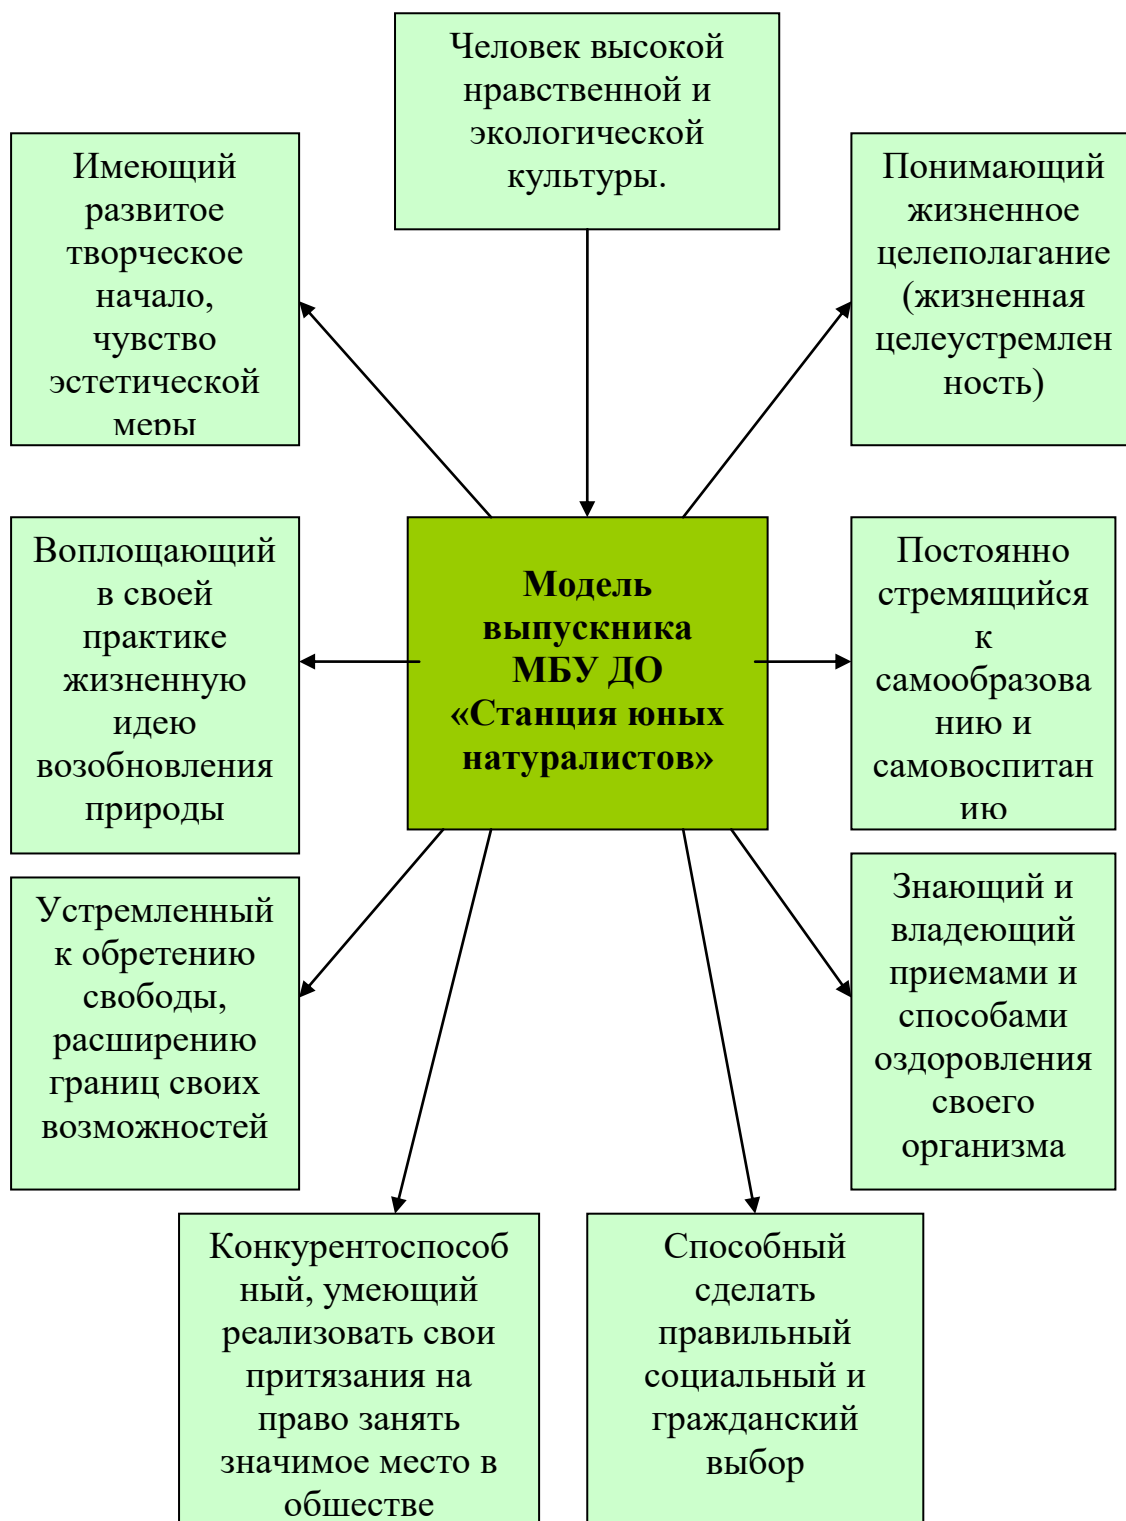 Человек высокой
нравственной и
экологической
культуры.
Имеющий
развитое
творческое
начало,
чувство
эстетической
меры
Понимающий
жизненное
целеполагание
(жизненная
целеустремлен
ность)
Воплощающий
в своей
практике
жизненную
идею
возобновления
природы
Модель
выпускника
МБУ ДО
«Станция юных
натуралистов»
Постоянно
стремящийся
к
самообразова
нию и
самовоспитан
ию
Устремленный
к обретению
свободы,
расширению
границ своих
возможностей
Знающий и
владеющий
приемами и
способами
оздоровления
своего
организма
Конкурентоспособ
ный, умеющий
реализовать свои
притязания на
право занять
значимое место в
обществе
Способный
сделать
правильный
социальный и
гражданский
выбор